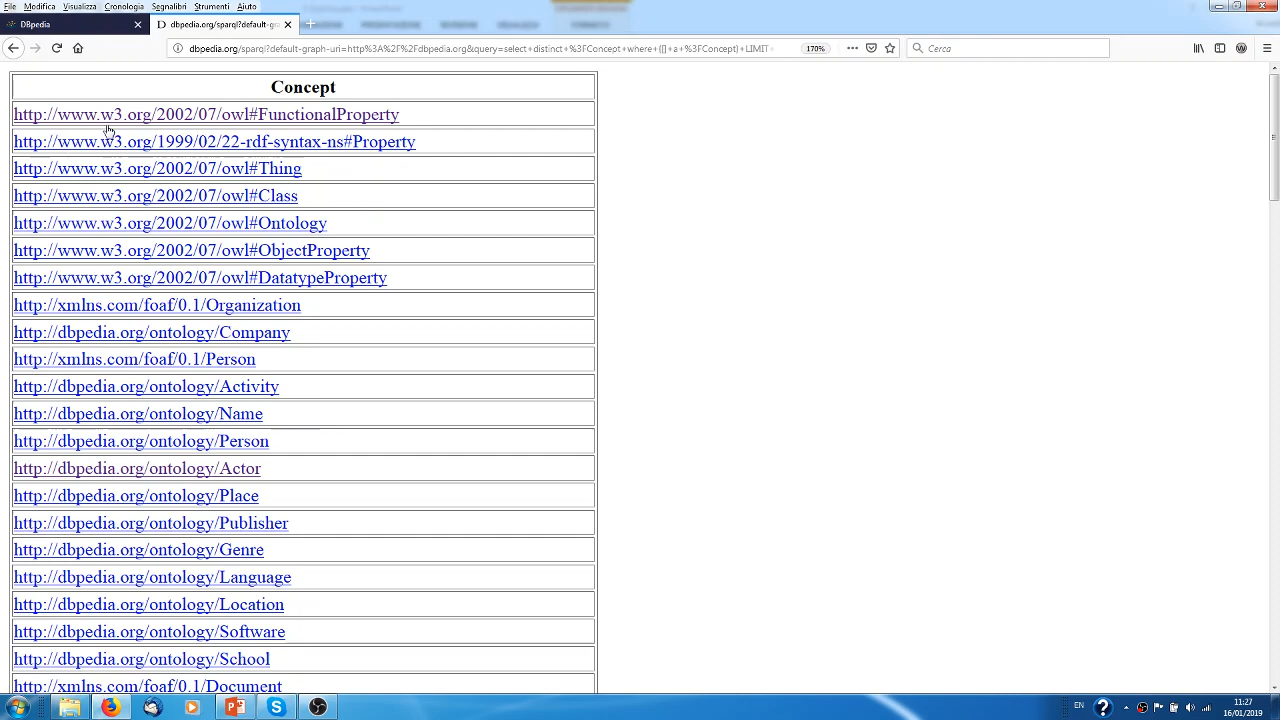 File Modifica Visualizza Cronologia Segnalibri Strumenti Aiuto
DBpedia
dbpedia.org/sparql?default-gra
dbpedia.org/sparql?default-graph-uri=http%3A%2F%2Fdbpedia.org&query=select+distinct+%3FConcept+where+{[]+a+%3FConcept}+LIMIT
170%
Cerca
Concept
http://www.w3.org/2002/07/owl#FunctionalProperty
http://www.w3.org/1999/02/22-rdf-syntax-ns#Property
http://www.w3.org/2002/07/owl#Thing
http://www.w3.org/2002/07/owl#Class
http://www.w3.org/2002/07/owl#Ontology
http://www.w3.org/2002/07/owl#ObjectProperty
http://www.w3.org/2002/07/owl#DatatypeProperty
http://xmlns.com/foaf/0.1/Organization
http://dbpedia.org/ontology/Company
http://xmlns.com/foaf/0.1/Person
http://dbpedia.org/ontology/Activity
http://dbpedia.org/ontology/Name
http://dbpedia.org/ontology/Person
http://dbpedia.org/ontology/Actor
http://dbpedia.org/ontology/Place
http://dbpedia.org/ontology/Publisher
http://dbpedia.org/ontology/Genre
http://dbpedia.org/ontology/Language
http://dbpedia.org/ontology/Location
http://dbpedia.org/ontology/Software
http://dbpedia.org/ontology/School
http://xmlns.com/foaf/0.1/Document
EN
11:27
16/01/2019